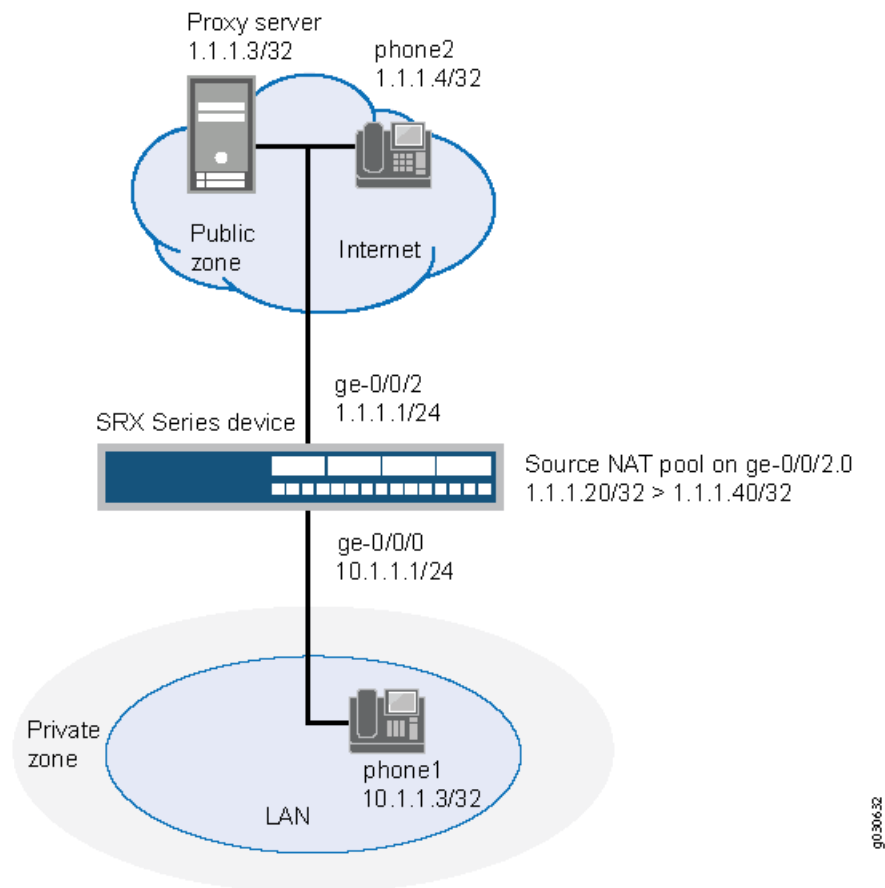 Proxy server
1.1.1.3/32
phone2
1.1.1.4/32
Public
zone
Internet
ge-0/0/2
1.1.1.1/24
SRX Series device
Source NAT pool on ge-0/0/2.0
1.1.1.20/32 > 1.1.1.40/32
ge-0/0/0
10.1.1.1/24
Private
zone
phone1
10.1.1.3/32
LAN
g030632